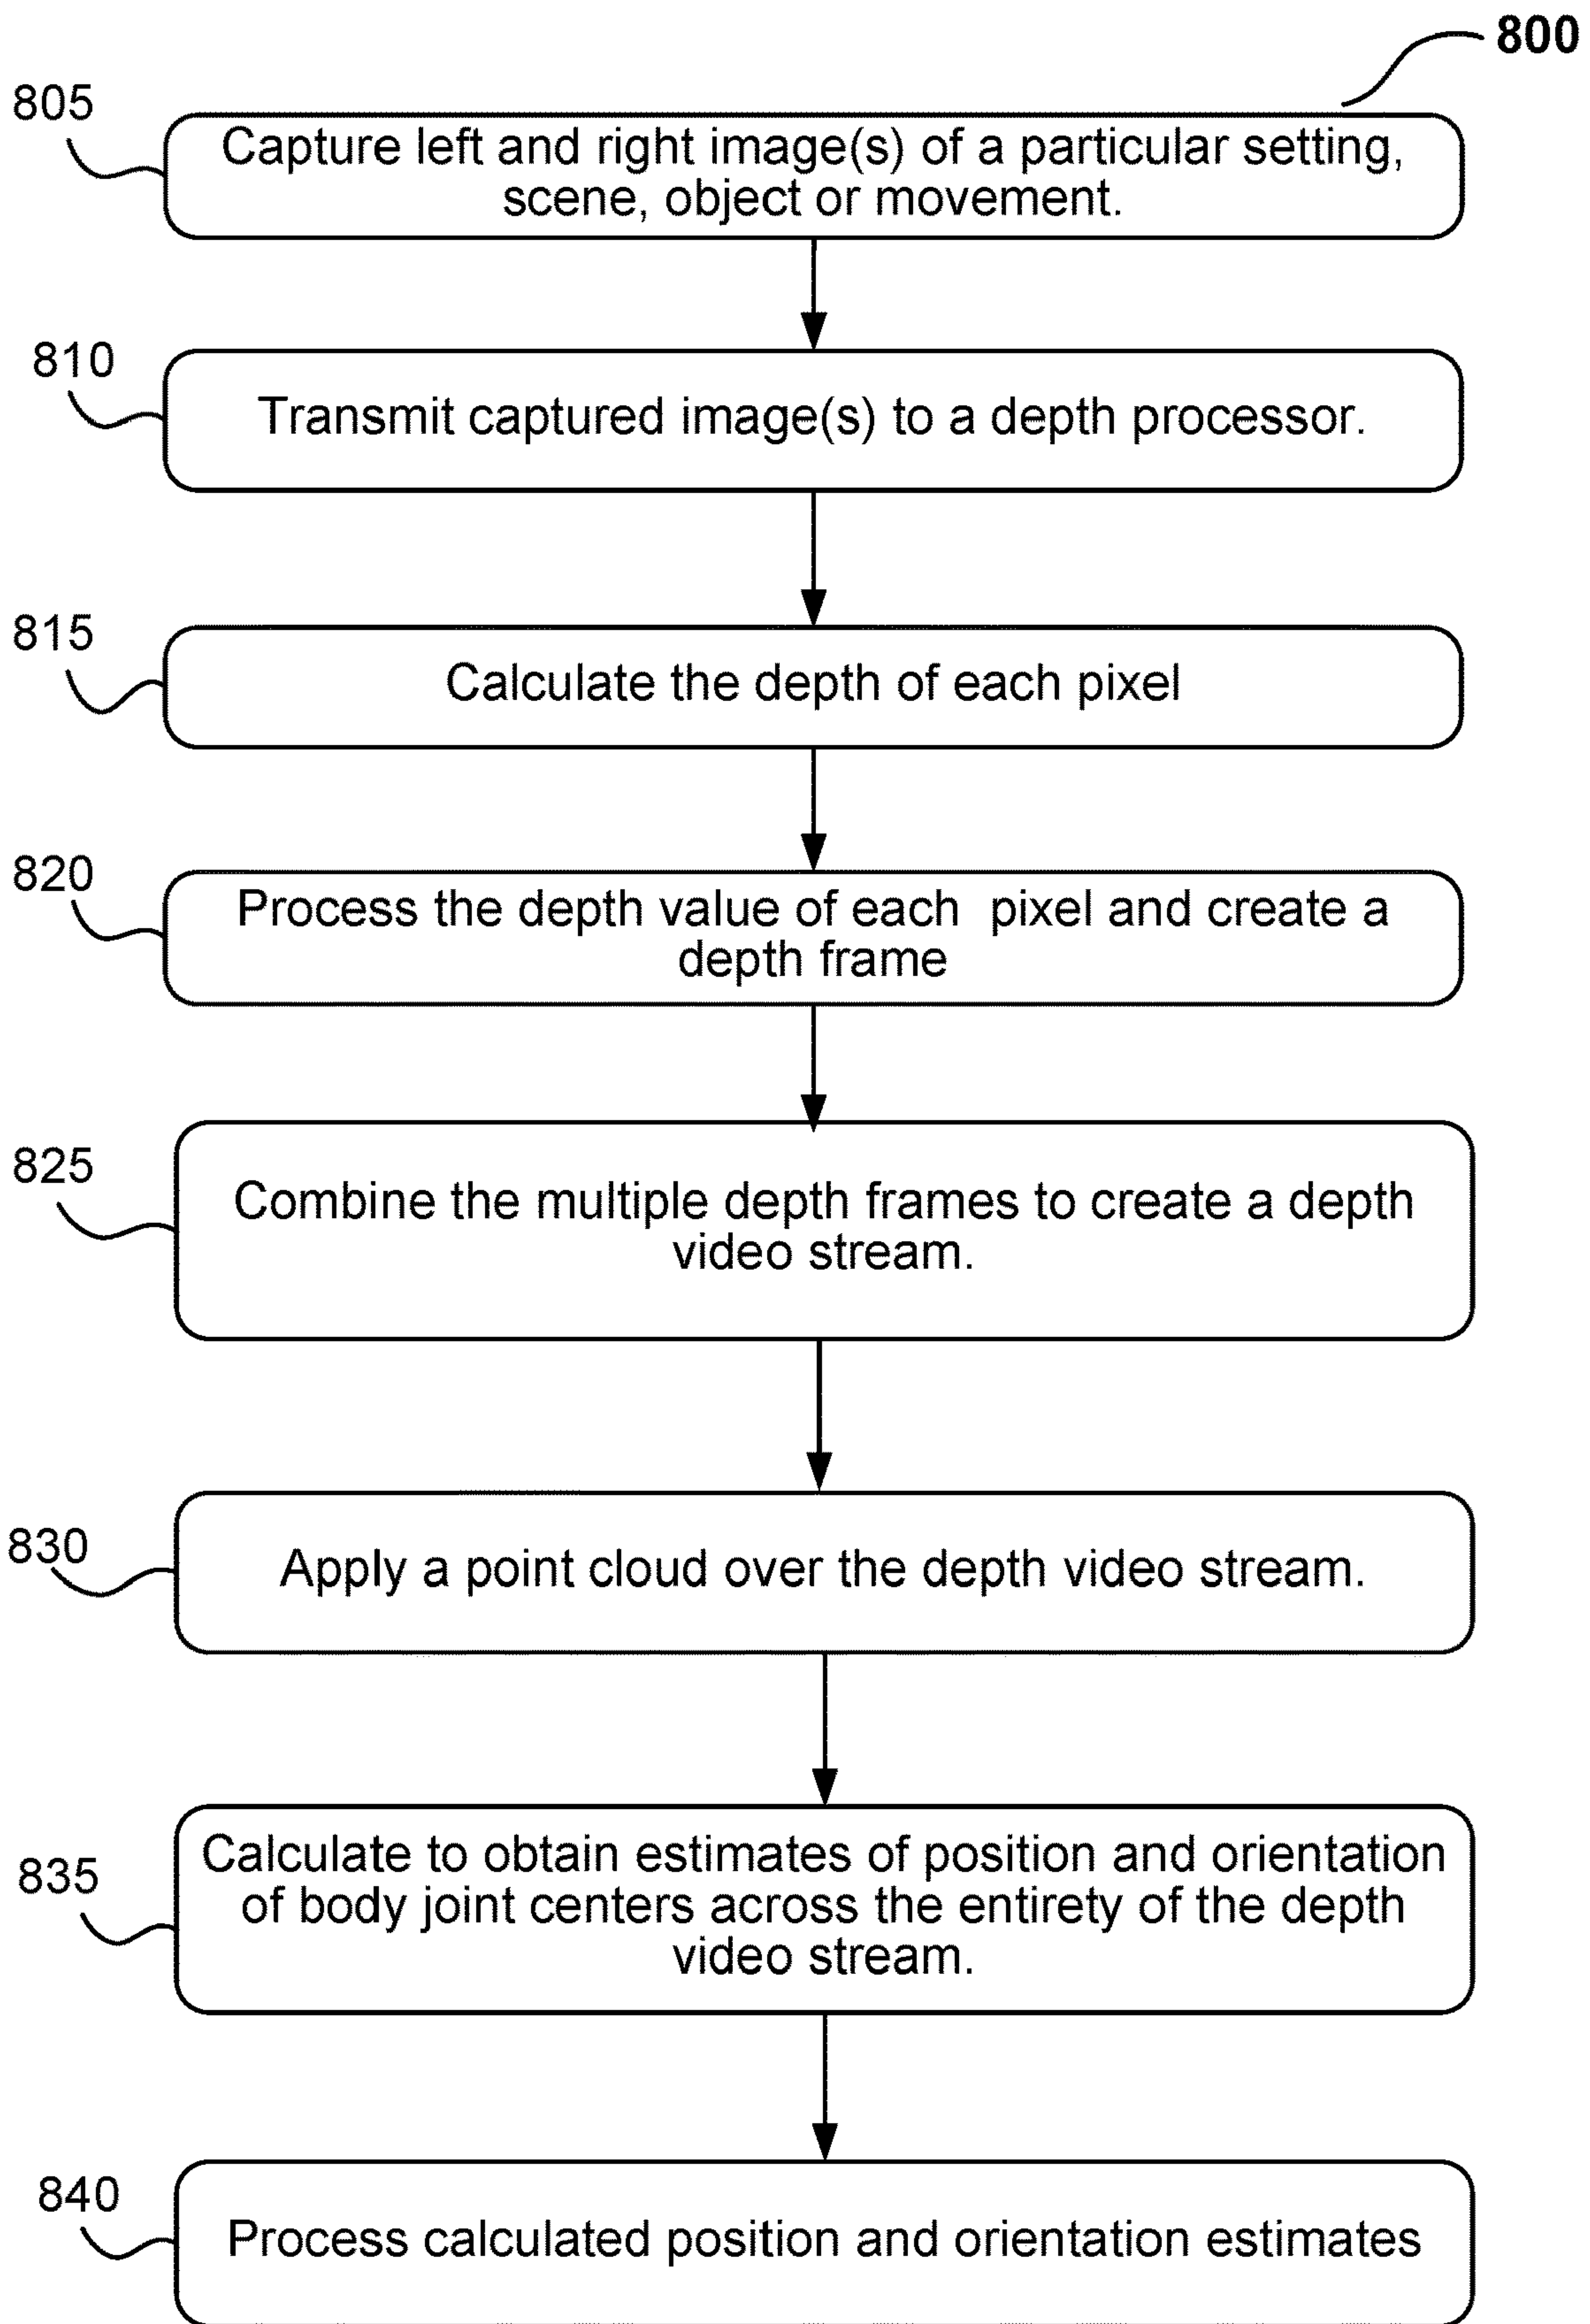 800
805
Capture left and right image(s) of a particular setting,
scene, object or movement.
810
Transmit captured image(s) to a depth processor.
815
Calculate the depth of each pixel
820
Process the depth value of each pixel and create a
depth frame
825
Combine the multiple depth frames to create a depth
video stream.
830
Apply a point cloud over the depth video stream.
835
Calculate to obtain estimates of position and orientation
of body joint centers across the entirety of the depth
video stream.
840
Process calculated position and orientation estimates